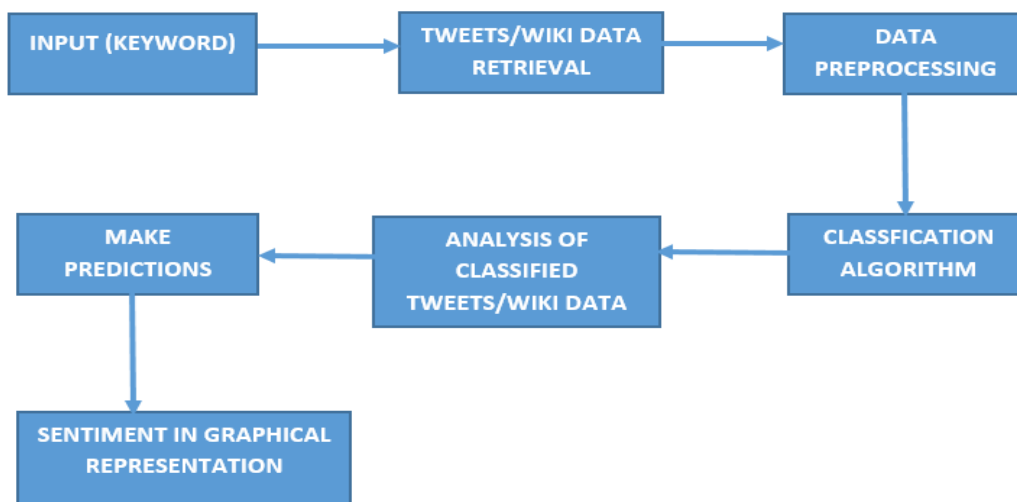 INPUT (KEYWORD)
TWEETS/WIKI DATA
RETRIEVAL
DATA
PREPROCESSING
CLASSFICATION
ALGORITHM
ANALYSIS OF
CLASSIFIED
TWEETS/WIKI DATA
MAKE
PREDICTIONS
SENTIMENT IN GRAPHICAL
REPRESENTATION